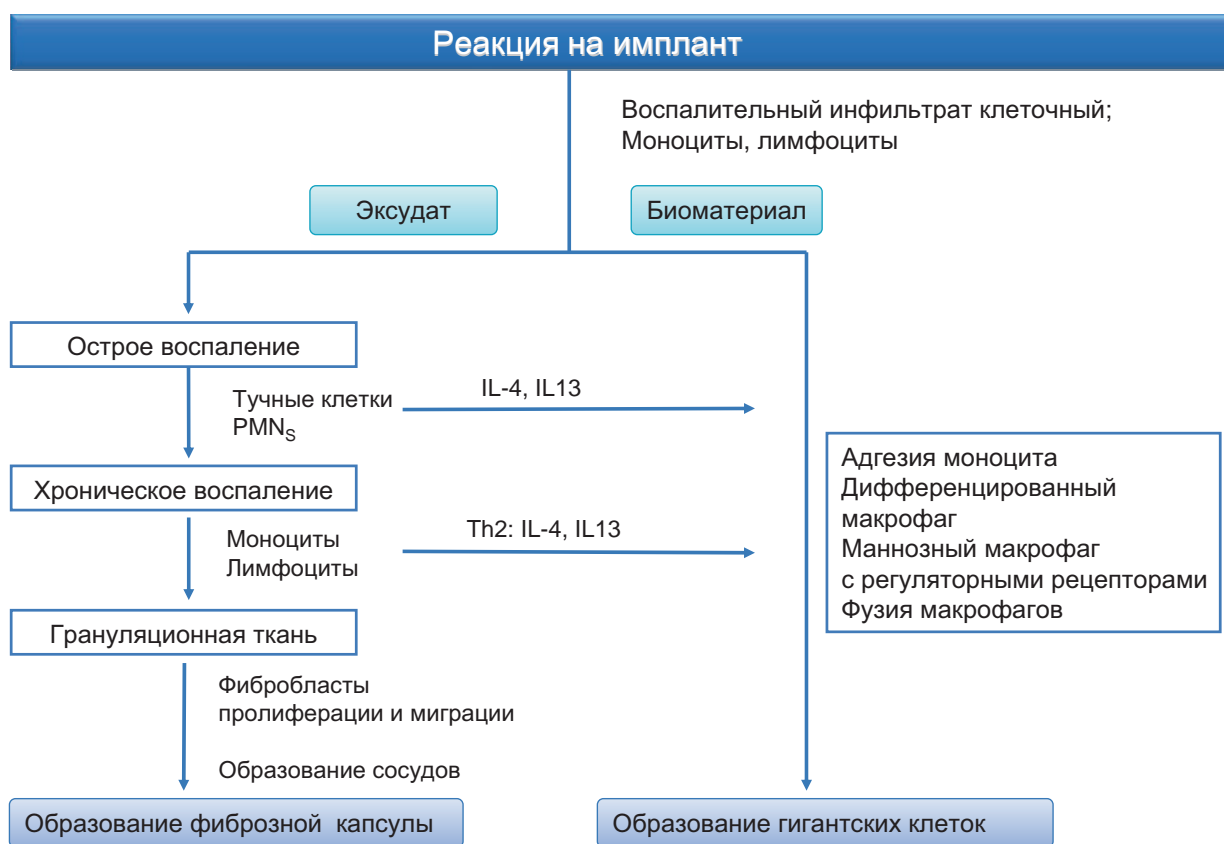 Реакция на имплант
Воспалительный инфильтрат клеточный;
Моноциты, лимфоциты
Эксудат
Биоматериал
Острое воспаление
Тучные клетки
PMNS
IL-4, IL13
Хроническое воспаление
Моноциты
Лимфоциты
Th2: IL-4, IL13
Адгезия моноцита
Дифференцированный
макрофаг
Маннозный макрофаг
с регуляторными рецепторами
Фузия макрофагов
Грануляционная ткань
Фибробласты
пролиферации и миграции
Образование сосудов
Образование фиброзной капсулы
Образование гигантских клеток